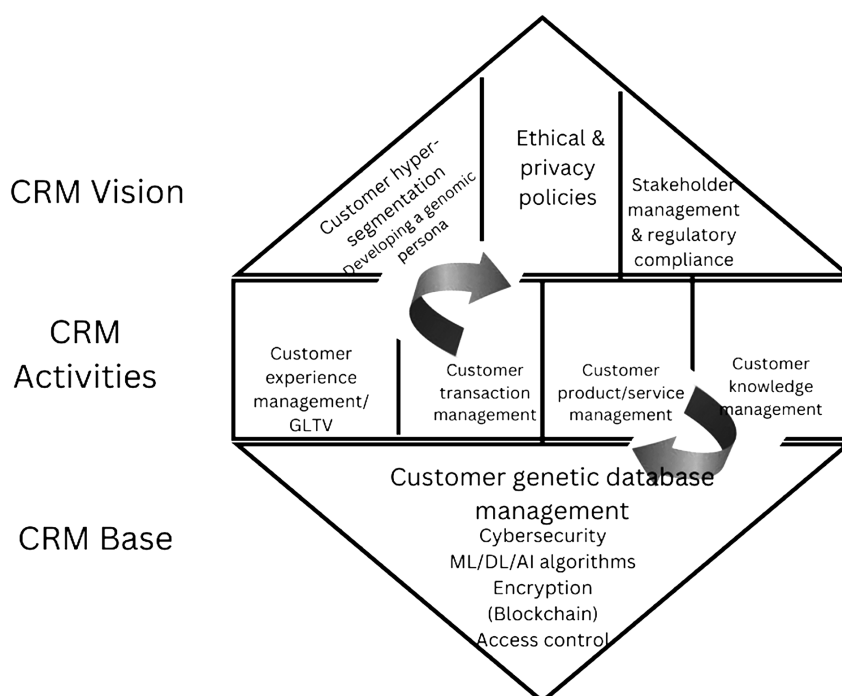 CRM Vision
Customer hyper-
segmentation
Developing a genomic
persona
Ethical &
privacy
policies
Stakeholder
management
& regulatory
compliance
CRM
Activities
Customer
experience
management/
GLTV
Customer
transaction
management
Customer
product/service
management
Customer
knowledge
management
CRM Base
Customer genetic database
management
Cybersecurity
ML/DL/AI algorithms
Encryption
(Blockchain)
Access control